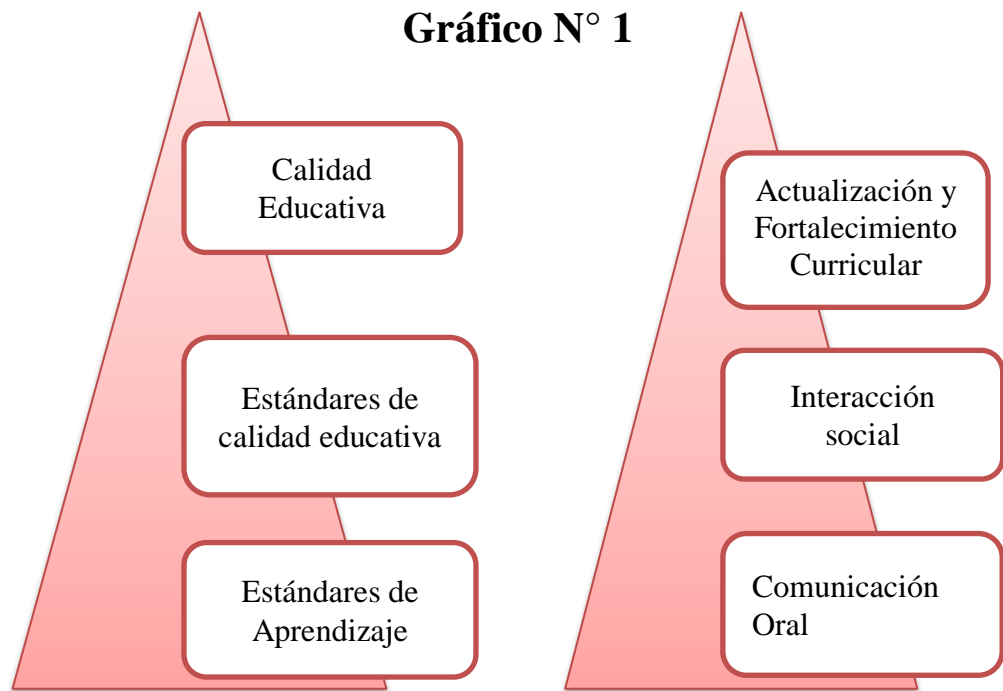 Gráfico N° 1
Calidad
Educativa
Estándares de
calidad educativa
Estándares de
Aprendizaje
Actualización y
Fortalecimiento
Curricular
Interacción
social
Comunicación
Oral